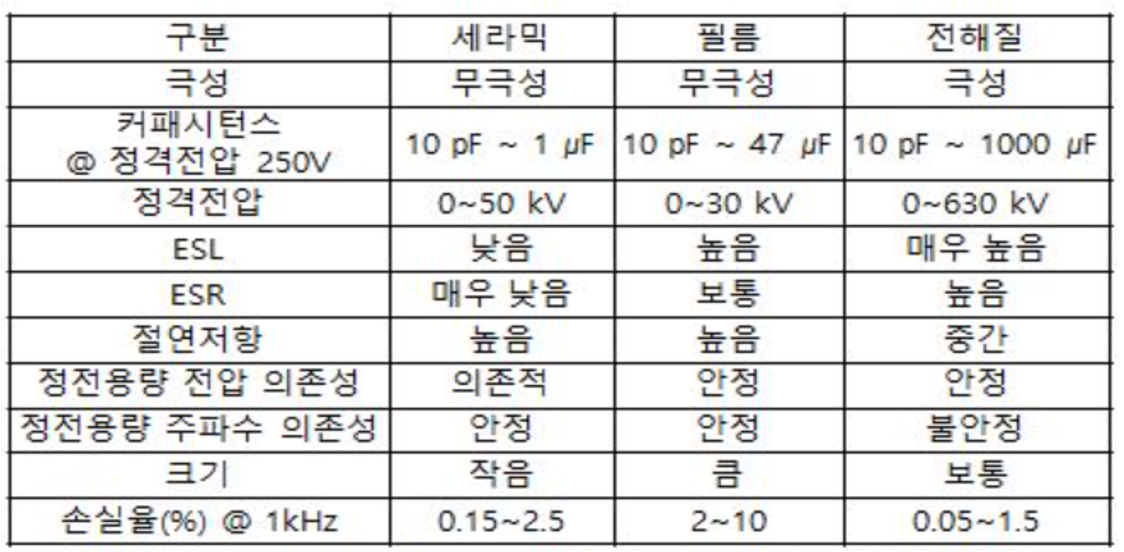 구분 세라믹 필름 전해질
극성 무극성 무극성 극성
커패시턴스
@ 정격전압 250V 10 pF ~ 1 μF 10 pF ~ 47 μF 10 pF ~ 1000 μF
정격전압 0~50 kV 0~30 kV 0~630 kV
ESL 낮음 높음 매우 높음
ESR 매우 낮음 보통 높음
절연저항 높음 높음 중간
정전용량 전압 의존성 의존적 안정 안정
정전용량 주파수 의존성 안정 안정 불안정
크기 작음 큼 보통
손실율(%) @ 1kHz 0.15~2.5 2~10 0.05~1.5